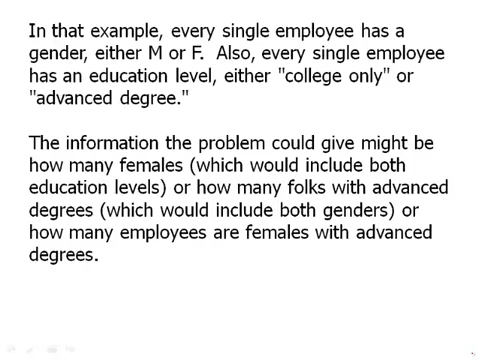 In that example, every single employee has a
gender, either M or F.  Also, every single employee
has an education level, either "college only" or
"advanced degree."
The information the problem could give might be
how many females (which would include both
education levels) or how many folks with advanced
degrees (which would include both genders) or
how many employees are females with advanced
degrees.